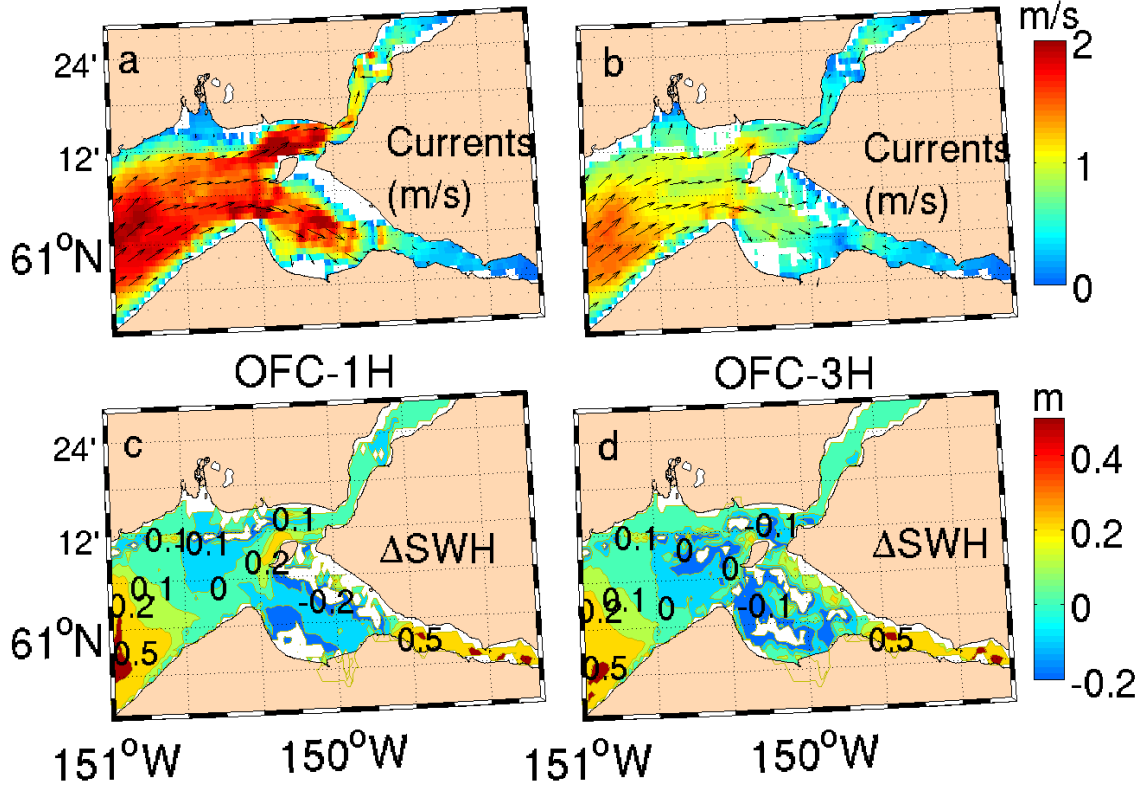 m/s
a
b
24'
2
Currents
(m/s)
Currents
(m/s)
12'
1
61°N
0
OFC-1H
OFC-3H
m
c
d
24'
0.4
0.1
0.1
0.1
0.1
-0.1
12'
0.2
0
0
ΔSWH
ΔSWH
0.2
0.1
0
-0.2
0.1
0
-0.1
0
0.2
0.2
61°N
0.5
0.5
0.5
0.5
-0.2
151°W
150°W
151°W
150°W